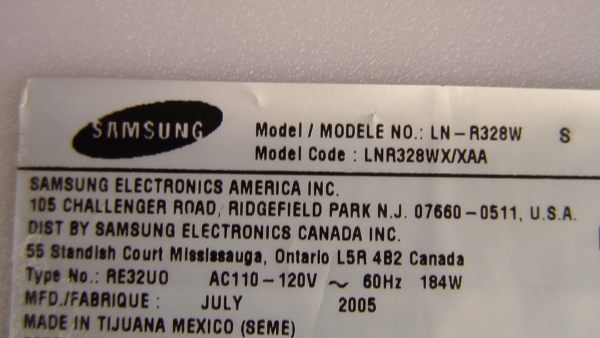 SAMSUNG
Model / MODELE NO.: LN-R328W S
Model Code : LNR328WX/XAA
SAMSUNG ELECTRONICS AMERICA INC.
105 CHALLENGER ROAD, RIDGEFIELD PARK N.J. 07660-0511, U.S.A.
DIST BY SAMSUNG ELECTRONICS CANADA INC.
55 Standish Court Mississauga, Ontario L5R 4B2 Canada
Type No.: RE32UO AC110-120V ~ 60Hz 184W
MFD./FABRIQUE : JULY 2005
MADE IN TIJUANA MEXICO (SEME)